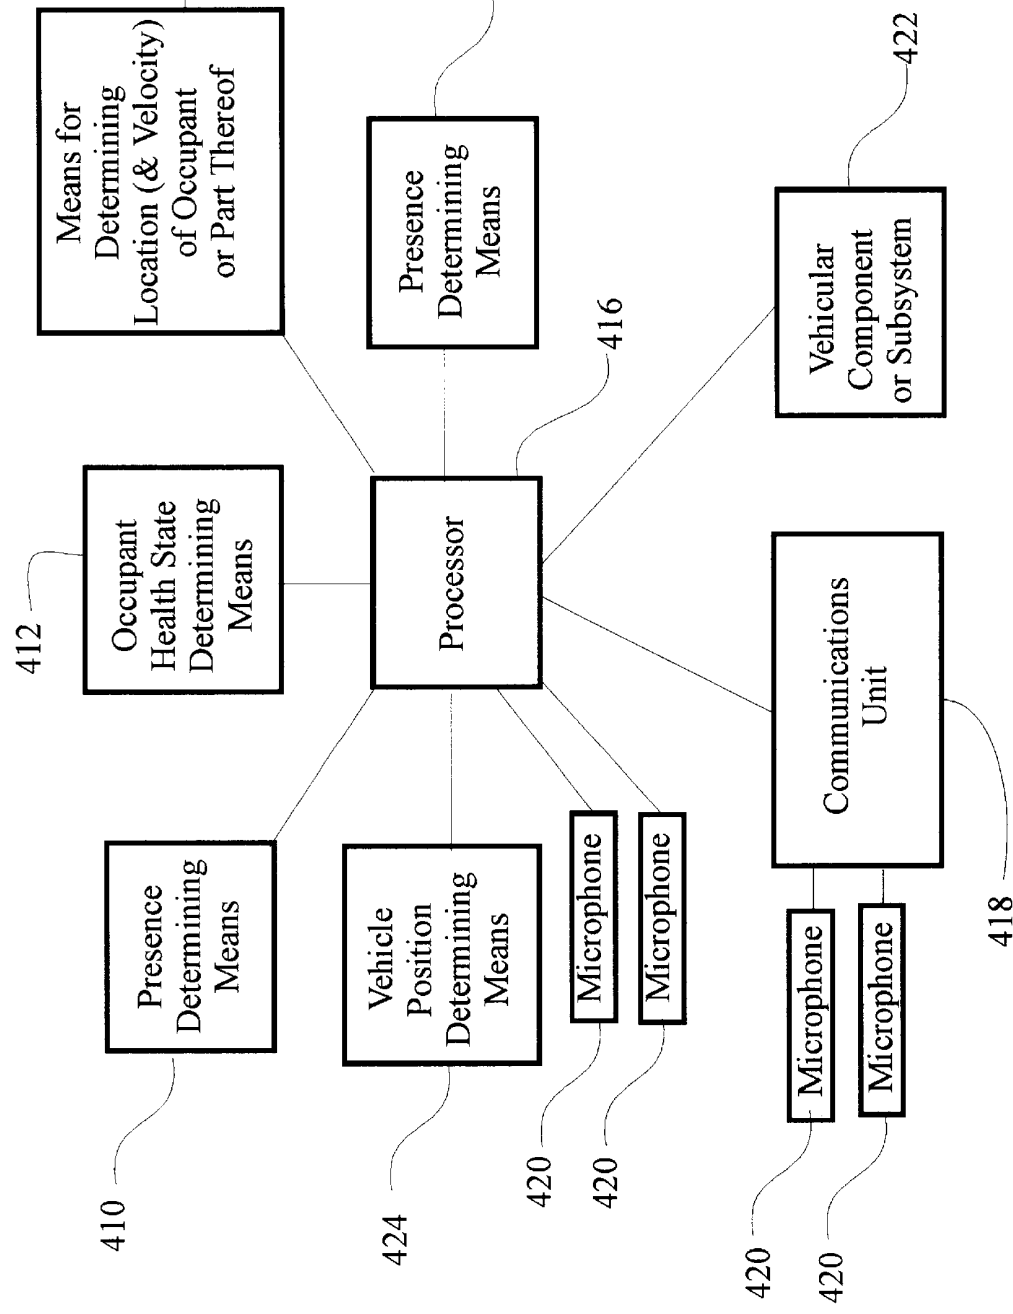 410
Presence
Determining
Means
412
Occupant
Health State
Determining
Means
Means for
Determining
Location (& Velocity)
of Occupant
or Part Thereof
424
Vehicle
Position
Determining
Means
Processor
416
Presence
Determining
Means
420
Microphone
420
Microphone
420
Microphone
420
Microphone
Communications
Unit
418
Vehicular
Component
or Subsystem
422